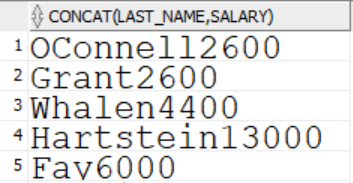 CONCAT(LAST_NAME,SALARY)
1 OConnell2600
2 Grant2600
3 Whalen4400
4 Hartstein13000
5 Fay6000